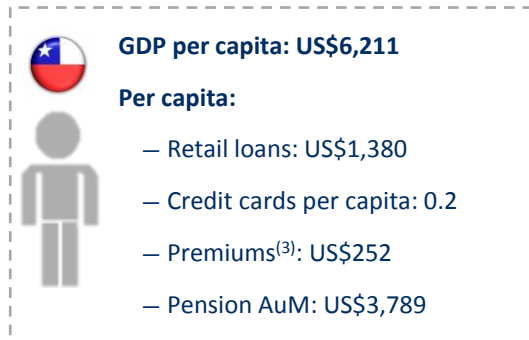 GDP per capita: US$6,211
Per capita:
— Retail loans: US$1,380
— Credit cards per capita: 0.2
— Premiums(3): US$252
— Pension AuM: US$3,789